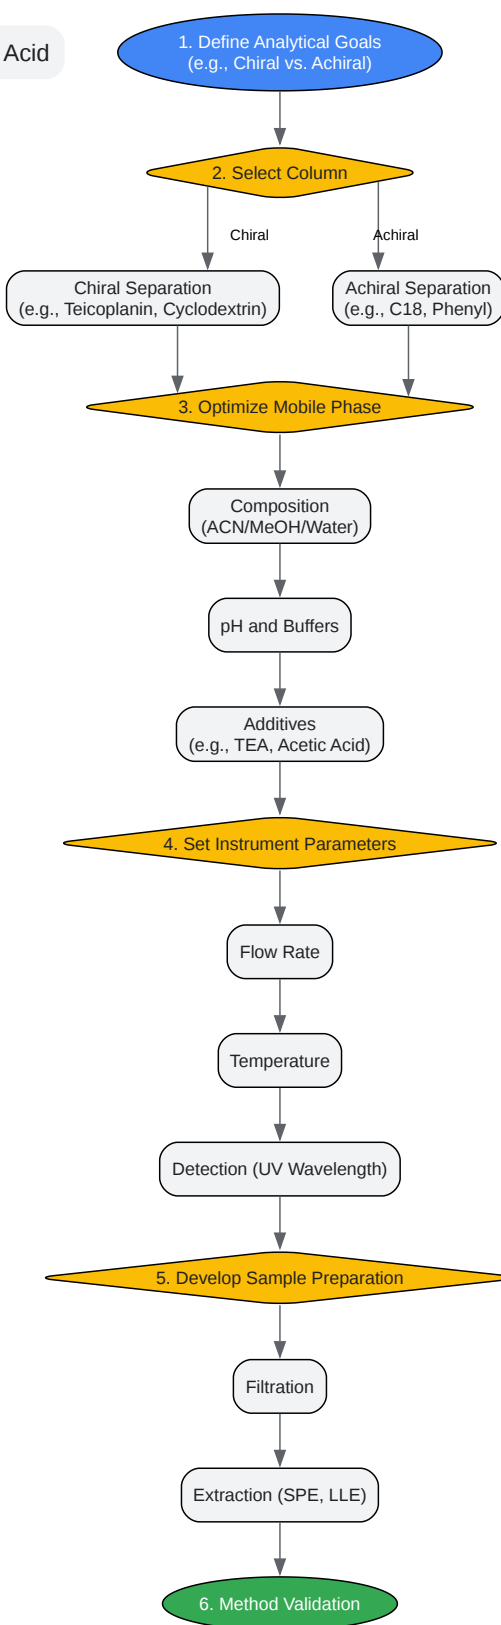 Acid
1. Define Analytical Goals
(e.g., Chiral vs. Achiral)
2. Select Column
Chiral
Achiral
Chiral Separation
(e.g., Teicoplanin, Cyclodextrin)
Achiral Separation
(e.g., C18, Phenyl)
3. Optimize Mobile Phase
Composition
(ACN/MeOH/Water)
pH and Buffers
Additives
(e.g., TEA, Acetic Acid)
4. Set Instrument Parameters
Flow Rate
Temperature
Detection (UV Wavelength)
5. Develop Sample Preparation
Filtration
Extraction (SPE, LLE)
6. Method Validation